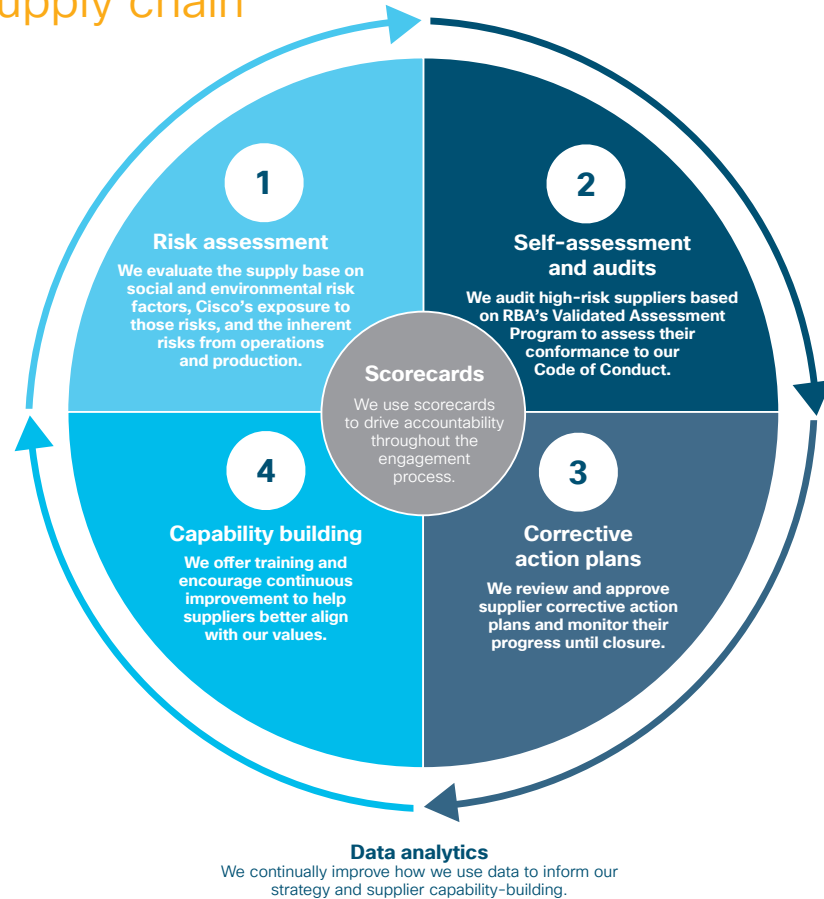 chain
1
Risk assessment
We evaluate the supply base on
social and environmental risk
factors, Cisco's exposure to
those risks, and the inherent
risks from operations
and production.
2
Self-assessment
and audits
We audit high-risk suppliers based
on RBA's Validated Assessment
Program to assess their
conformance to our
Code of Conduct.
Scorecards
We use scorecards
to drive accountability
throughout the
engagement
process.
3
Corrective
action plans
We review and approve
supplier corrective action
plans and monitor their
progress until closure.
4
Capability building
We offer training and
encourage continuous
improvement to help
suppliers better align
with our values.
Data analytics
We continually improve how we use data to inform our
strategy and supplier capability-building.